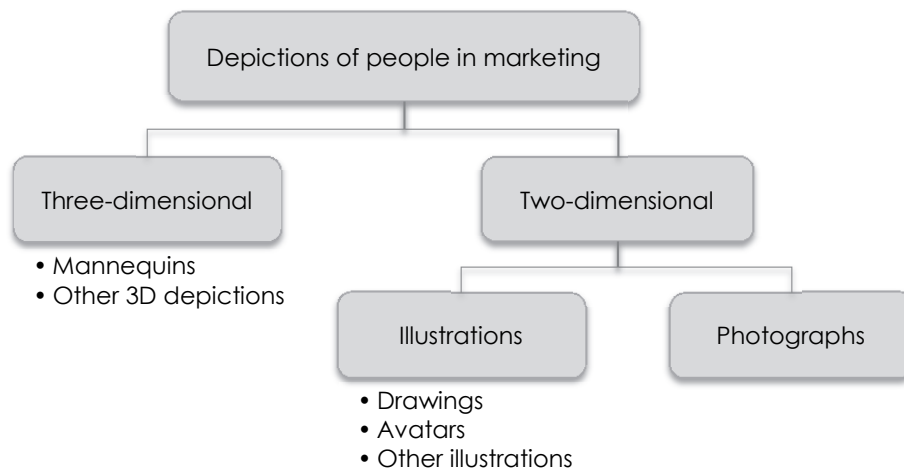 Depictions of people in marketing
Three-dimensional
Two-dimensional
• Mannequins
• Other 3D depictions
Illustrations
Photographs
• Drawings
• Avatars
• Other illustrations